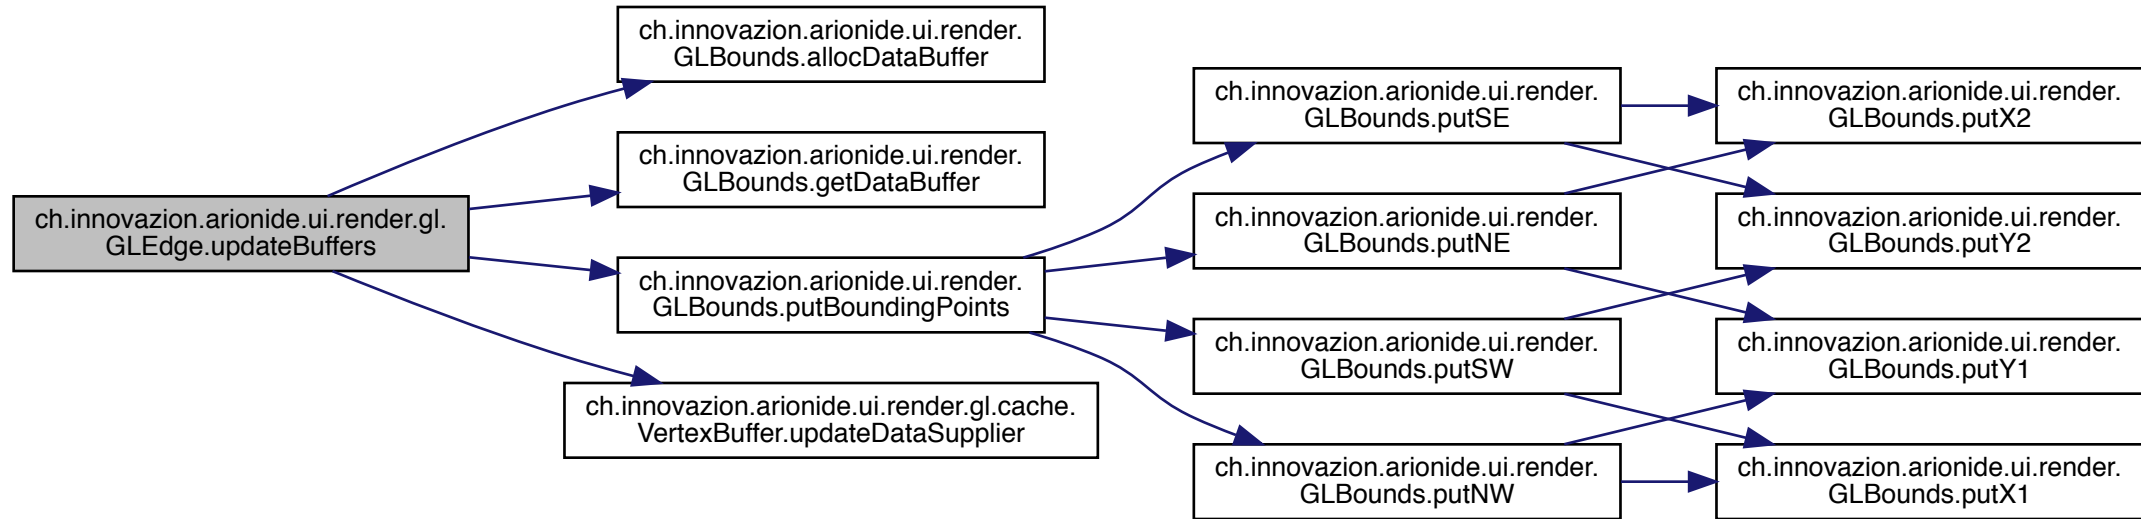 ch.innovazion.arionide.ui.render.gl.
GLEdge.updateBuffers
ch.innovazion.arionide.ui.render.
GLBounds.allocDataBuffer
ch.innovazion.arionide.ui.render.
GLBounds.getDataBuffer
ch.innovazion.arionide.ui.render.
GLBounds.putBoundingPoints
ch.innovazion.arionide.ui.render.gl.cache.
VertexBuffer.updateDataSupplier
ch.innovazion.arionide.ui.render.
GLBounds.putSE
ch.innovazion.arionide.ui.render.
GLBounds.putNE
ch.innovazion.arionide.ui.render.
GLBounds.putSW
ch.innovazion.arionide.ui.render.
GLBounds.putNW
ch.innovazion.arionide.ui.render.
GLBounds.putX2
ch.innovazion.arionide.ui.render.
GLBounds.putY2
ch.innovazion.arionide.ui.render.
GLBounds.putY1
ch.innovazion.arionide.ui.render.
GLBounds.putX1